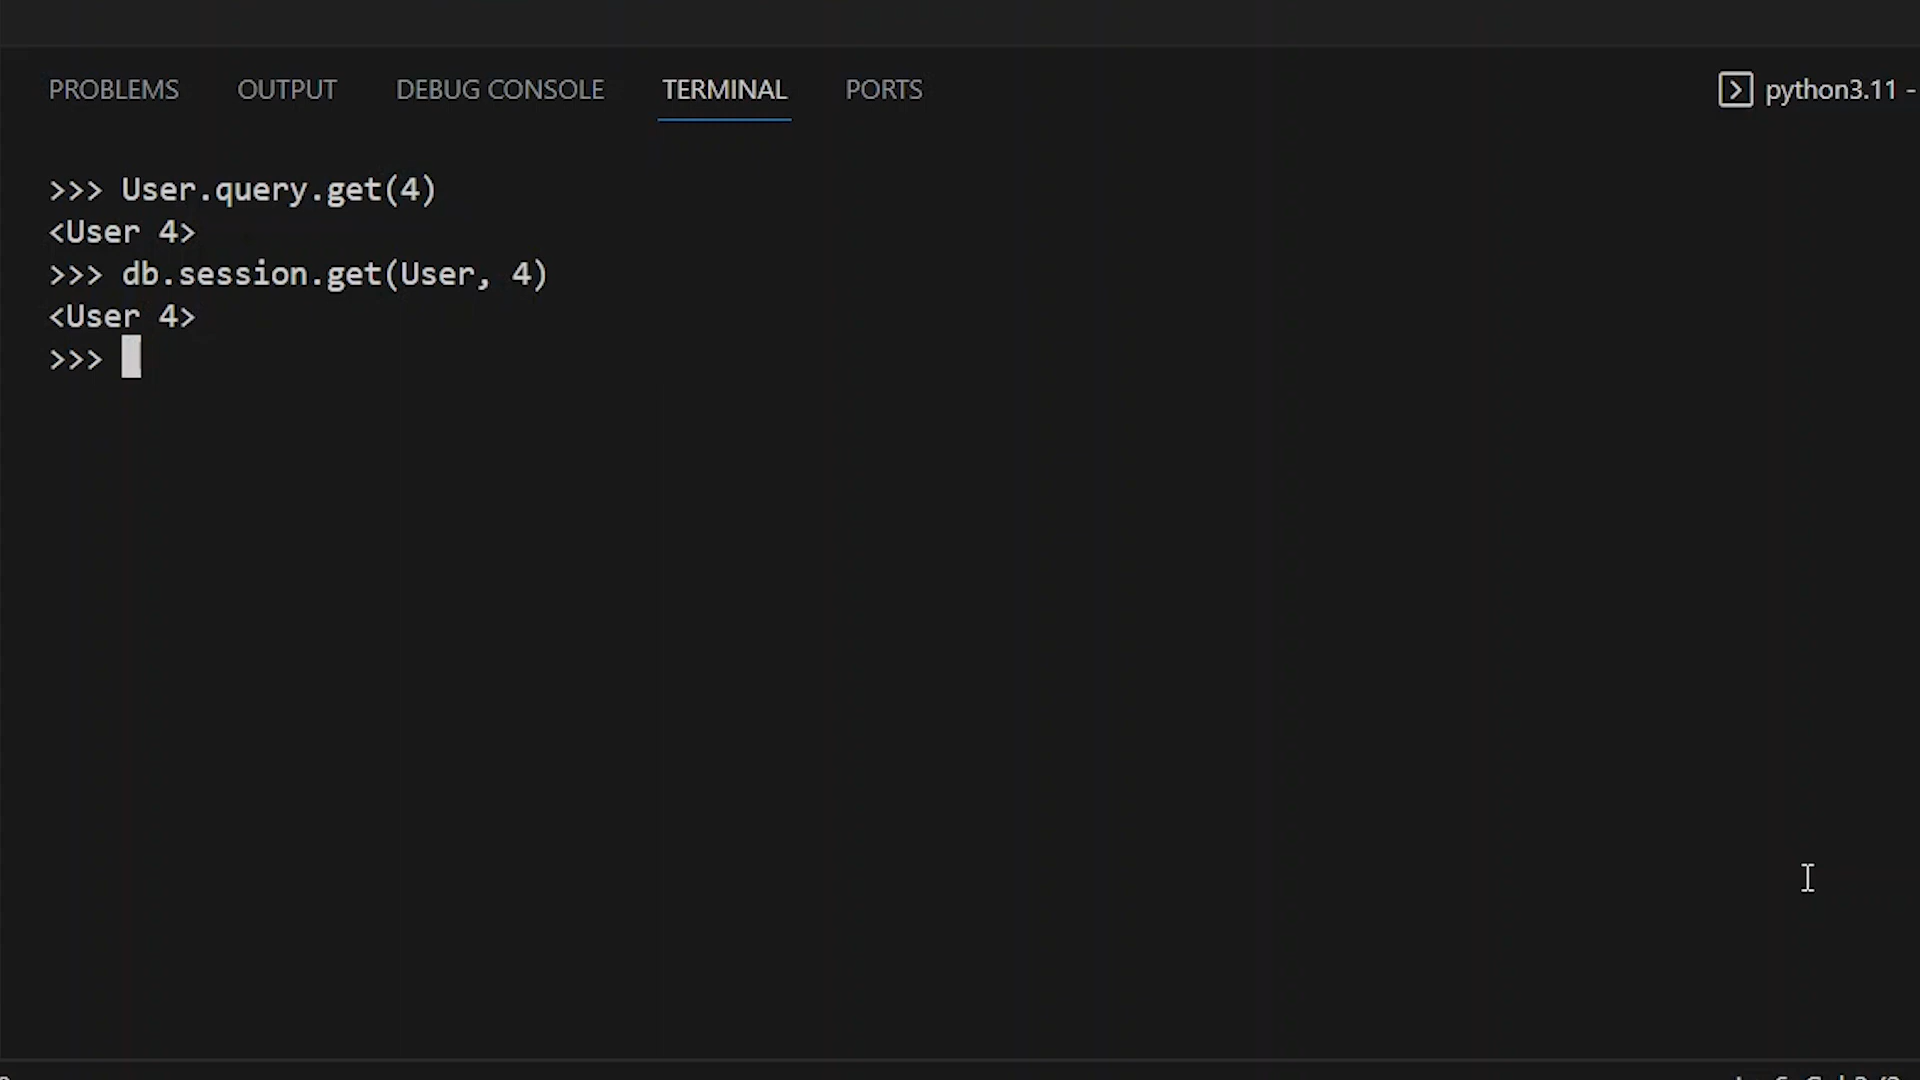 PROBLEMS OUTPUT DEBUG CONSOLE TERMINAL PORTS python3.11 -
>>> User.query.get(4)
<User 4>
>>> db.session.get(User, 4)
<User 4>
>>>